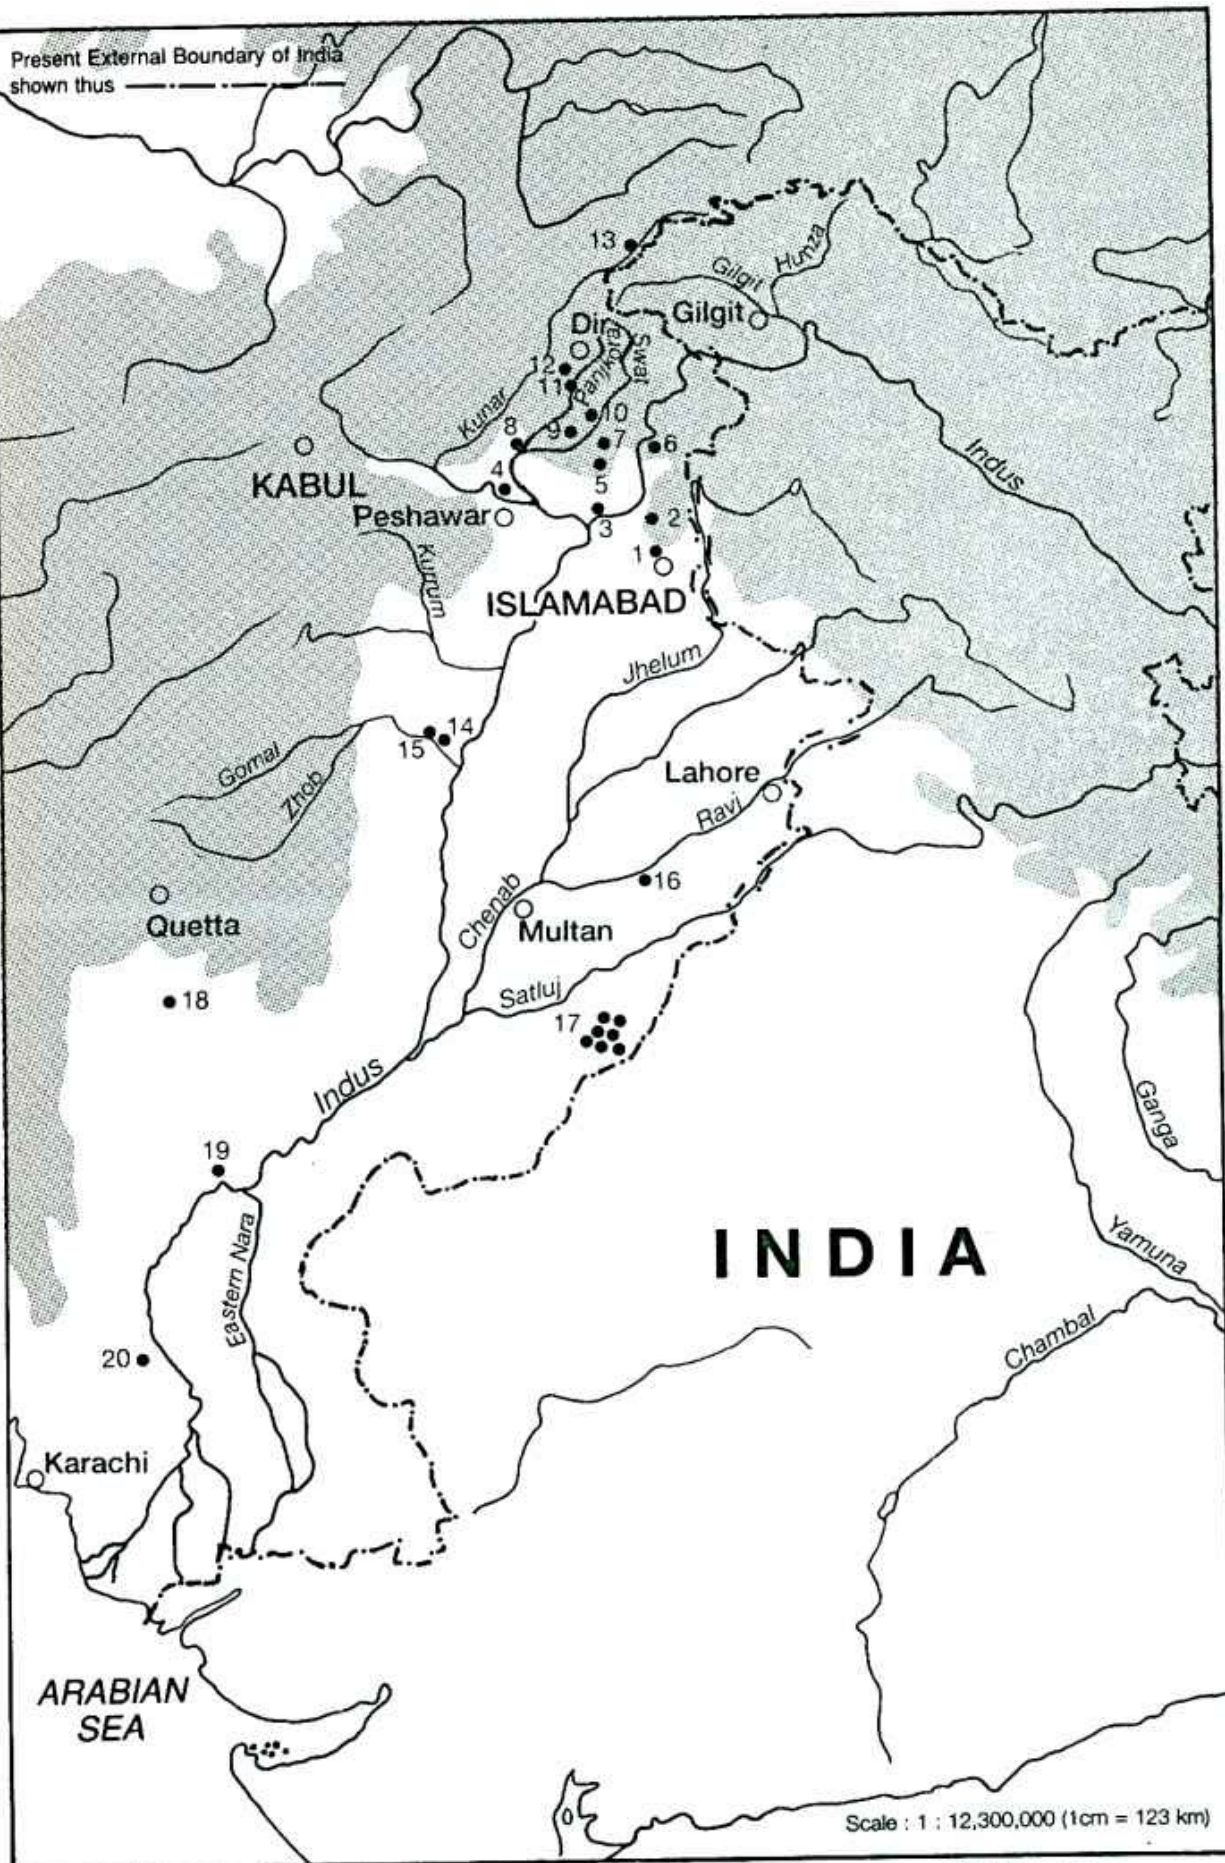 Present External Boundary of India
shown thus
13
Hunza
Gilgit
Gilgit
Dir
Swat
Panjkora
12
11
Kunar
10
8
9
7
6
KABUL
4
5
Indus
Peshawar
3
2
1
Kurrum
ISLAMABAD
Jhelum
14
15
Gomal
Zhob
Lahore
Ravi
16
Chenab
Quetta
Multan
Satluj
18
17
Indus
Ganga
19
Eastern Nara
INDIA
Yamuna
Chambal
20
Karachi
ARABIAN
SEA
Scale : 1 : 12,300,000 (1cm = 123 km)